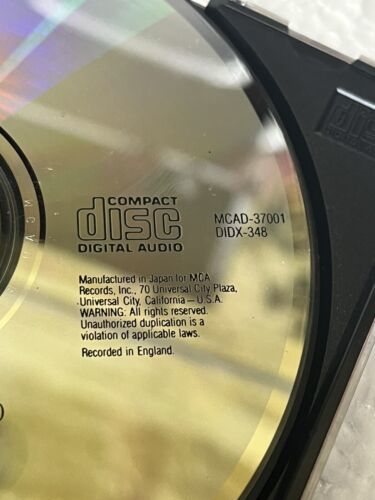 COMPACT
disc
DIGITAL AUDIO
MCAD-37001
DIDX-348
Manufactured in Japan for MCA
Records, Inc., 70 Universal City Plaza,
Universal City, California – U.S.A.
WARNING: All rights reserved.
Unauthorized duplication is a
violation of applicable laws.
Recorded in England.